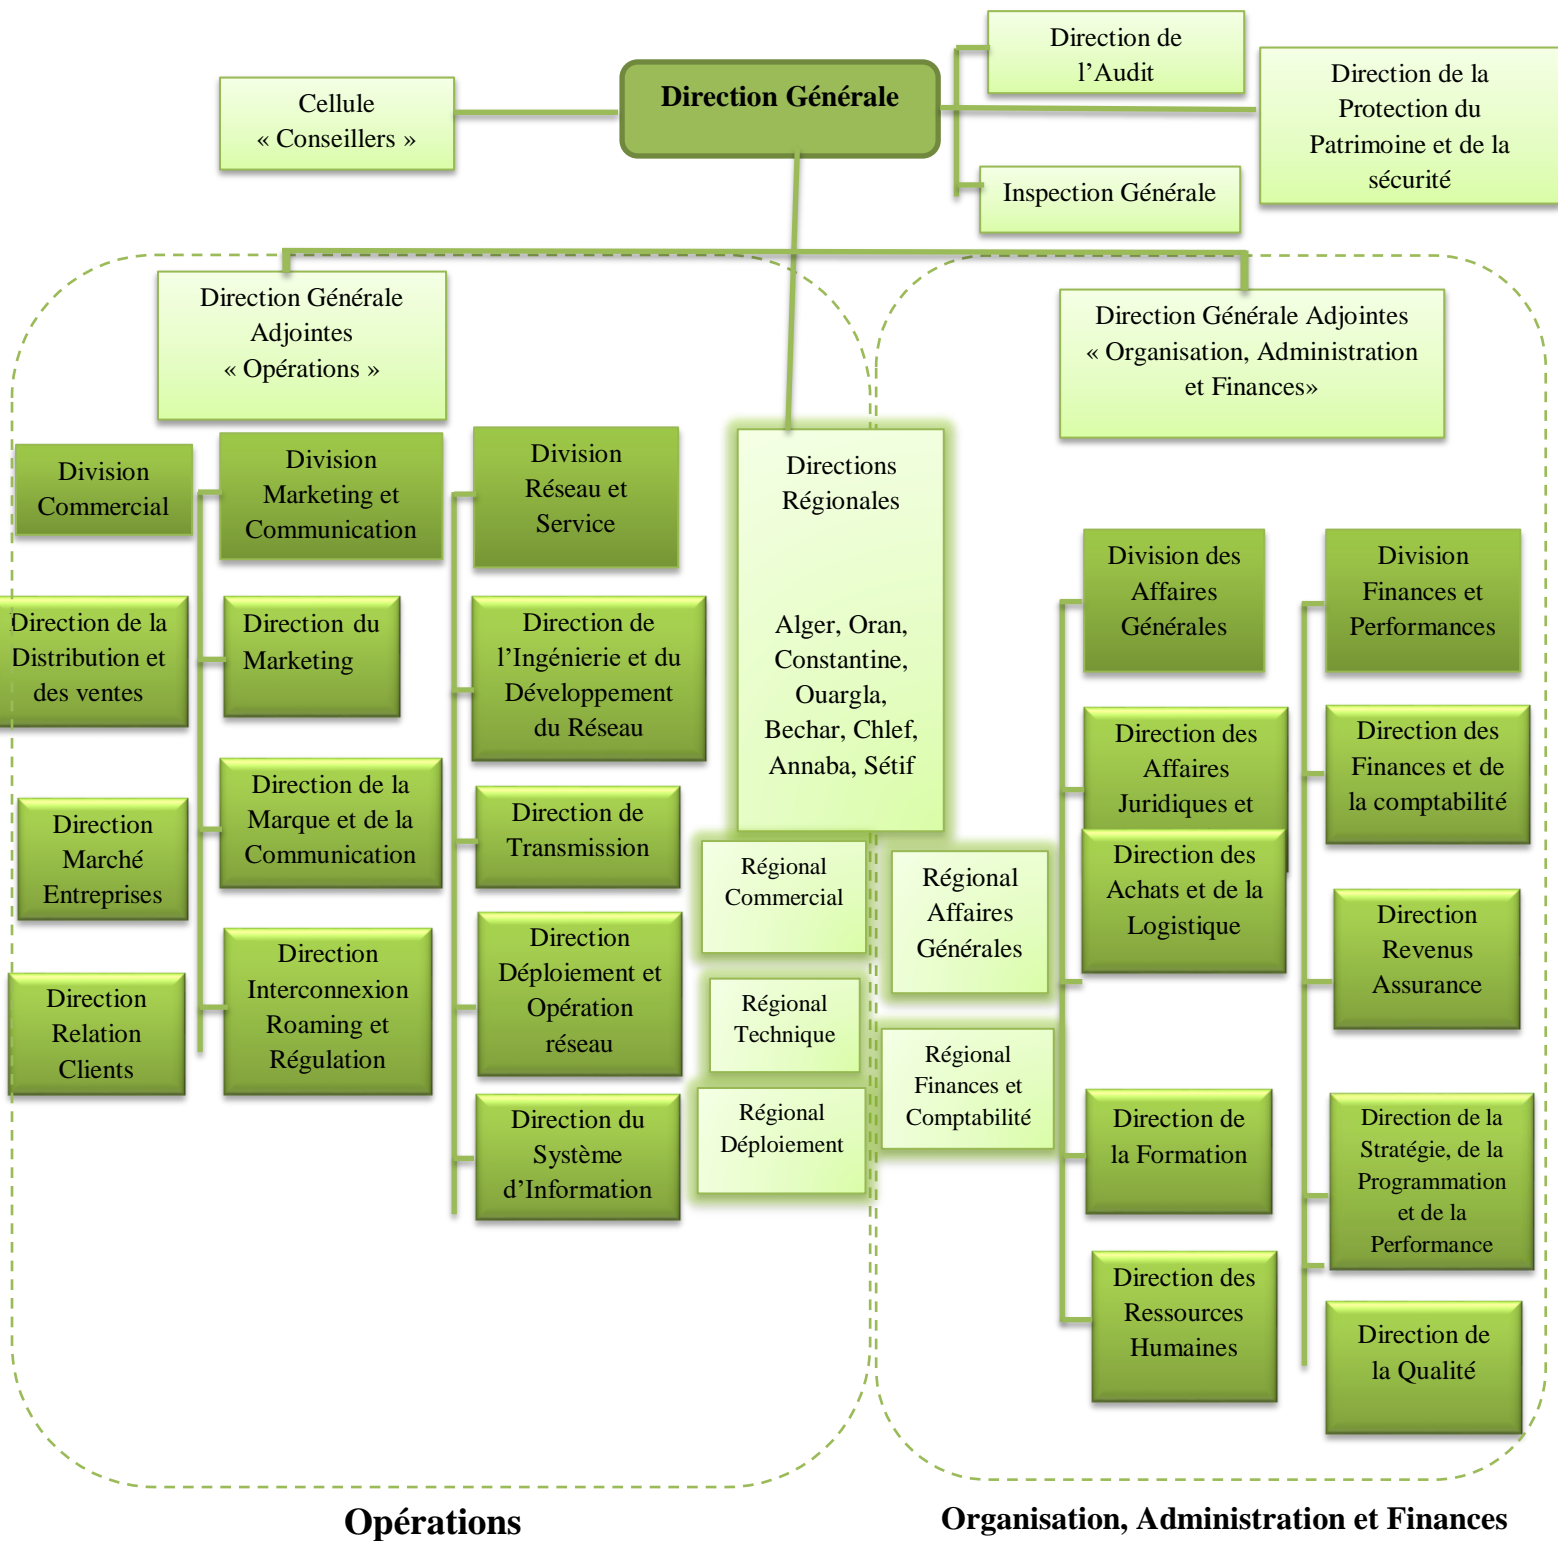 Direction Générale
Cellule
« Conseillers »
Direction de
l’Audit
Direction de la
Protection du
Patrimoine et de la
sécurité
Inspection Générale
Direction Générale
Adjointes
« Opérations »
Direction Générale Adjointes
« Organisation, Administration
et Finances»
Division
Commercial
Direction de la
Distribution et
des ventes
Direction
Marché
Entreprises
Direction
Relation
Clients
Division
Marketing et
Communication
Direction du
Marketing
Direction de la
Marque et de la
Communication
Direction
Interconnexion
Roaming et
Régulation
Division
Réseau et
Service
Direction de
l’Ingénierie et du
Développement
du Réseau
Direction de
Transmission
Direction
Déploiement et
Opération
réseau
Direction du
Système
d’Information
Directions
Régionales
Alger, Oran,
Constantine,
Ouargla,
Bechar, Chlef,
Annaba, Sétif
Régional
Commercial
Régional
Technique
Régional
Déploiement
Régional
Affaires
Générales
Régional
Finances et
Comptabilité
Division des
Affaires
Générales
Direction des
Affaires
Juridiques et
Direction des
Achats et de la
Logistique
Direction de
la Formation
Direction des
Ressources
Humaines
Division
Finances et
Performances
Direction des
Finances et de
la comptabilité
Direction
Revenus
Assurance
Direction de la
Stratégie, de la
Programmation
et de la
Performance
Direction de
la Qualité
Opérations
Organisation, Administration et Finances